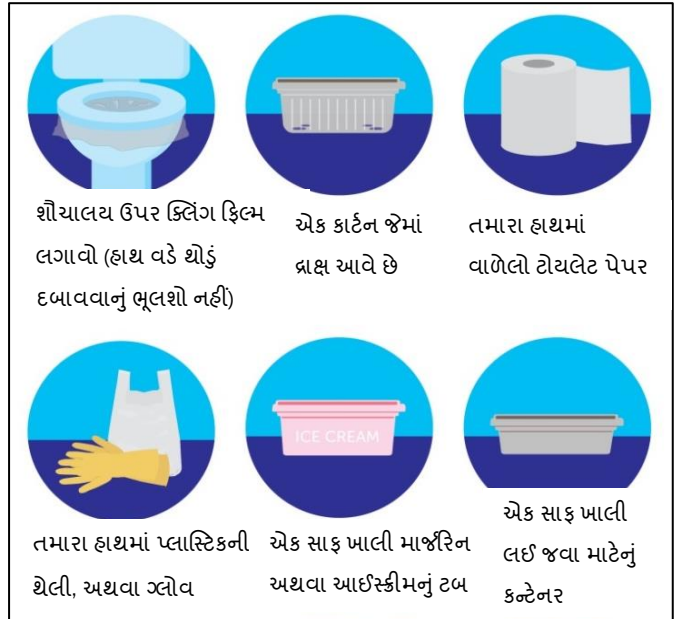 શૌચાલય ઉપર ક્લિંગ ફિલ્મ
લગાવો (હાથ વડે થોડું
દબાવવાનું ભૂલશો નહીં)
એક કાર્ટન જેમાં
દ્રાક્ષ આવે છે
તમારા હાથમાં
વાળેલો ટોયલેટ પેપર
તમારા હાથમાં પ્લાસ્ટિકની
થેલી, અથવા ગ્લોવ
ICE CREAM
એક સાફ ખાલી માર્જરિન
અથવા આઈસ્ક્રીમનું ટબ
એક સાફ ખાલી
લઈ જવા માટેનું
કન્ટેનર